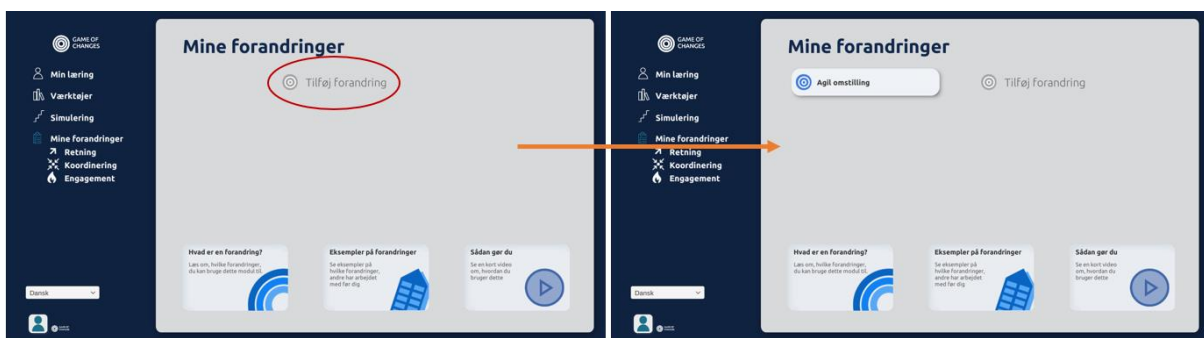 GAME OF
CHANGES
Min læring
Værktøjer
Simulering
Mine forandringer
Retning
Koordinering
Engagement
Dansk
GAME OF
CHANGES
Mine forandringer
Tilføj forandring
Hvad er en forandring?
Læs om, hvilke forandringer,
du kan bruge dette modul til.
Eksempler på forandringer
Se eksempler på
hvilke forandringer,
andre har arbejdet
med før dig
Sådan gør du
Se en kort video
om, hvordan du
bruger dette
GAME OF
CHANGES
Min læring
Værktøjer
Simulering
Mine forandringer
Retning
Koordinering
Engagement
Dansk
GAME OF
CHANGES
Mine forandringer
Agil omstilling
Tilføj forandring
Hvad er en forandring?
Læs om, hvilke forandringer,
du kan bruge dette modul til.
Eksempler på forandringer
Se eksempler på
hvilke forandringer,
andre har arbejdet
med før dig
Sådan gør du
Se en kort video
om, hvordan du
bruger dette